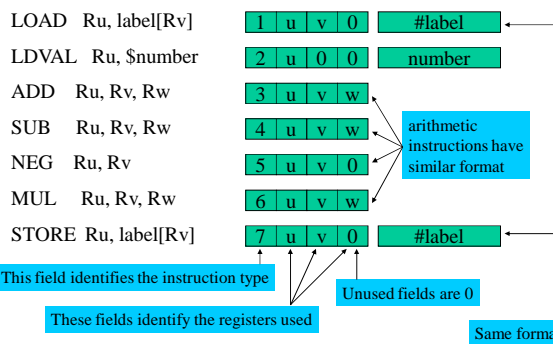 LOAD Ru, label[Rv] 1 u v 0 #label
LDVAL Ru, $number 2 u 0 0 number
ADD Ru, Rv, Rw 3 u v w
SUB Ru, Rv, Rw 4 u v w
NEG Ru, Rv 5 u v 0
MUL Ru, Rv, Rw 6 u v w
arithmetic
instructions have
similar format
STORE Ru, label[Rv] 7 u v 0 #label
This field identifies the instruction type
Unused fields are 0
These fields identify the registers used
Same forma